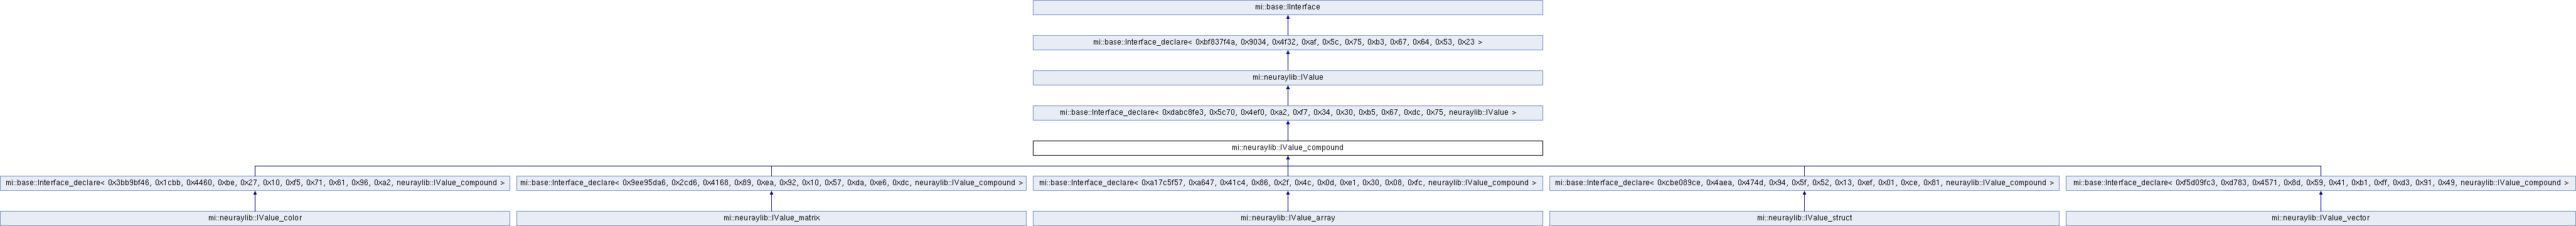 mi::base::IInterface
mi::base::Interface_declare< 0xbf837f4a, 0x9034, 0x4f32, 0xaf, 0x5c, 0x75, 0xb3, 0x67, 0x64, 0x53, 0x23 >
mi::neuraylib::IValue
mi::base::Interface_declare< 0xdabc8fe3, 0x5c70, 0x4ef0, 0xa2, 0xf7, 0x34, 0x30, 0xb5, 0x67, 0xdc, 0x75, neuraylib::IValue >
mi::neuraylib::IValue_compound
mi::base::Interface_declare< 0x3bb9bf46, 0x1cbb, 0x4460, 0xbe, 0x27, 0x10, 0xf5, 0x71, 0x61, 0x96, 0xa2, neuraylib::IValue_compound >
mi::base::Interface_declare< 0x9ee95da6, 0x2cd6, 0x4168, 0x89, 0xea, 0x92, 0x10, 0x57, 0xda, 0xe6, 0xdc, neuraylib::IValue_compound >
mi::base::Interface_declare< 0xa17c5f57, 0xa647, 0x41c4, 0x86, 0x2f, 0x4c, 0x0d, 0xe1, 0x30, 0x08, 0xfc, neuraylib::IValue_compound >
mi::base::Interface_declare< 0xcbe089ce, 0x4aea, 0x474d, 0x94, 0x5f, 0x52, 0x13, 0xef, 0x01, 0xce, 0x81, neuraylib::IValue_compound >
mi::base::Interface_declare< 0xf5d09fc3, 0xd783, 0x4571, 0x8d, 0x59, 0x41, 0xb1, 0xff, 0xd3, 0x91, 0x49, neuraylib::IValue_compound >
mi::neuraylib::IValue_color
mi::neuraylib::IValue_matrix
mi::neuraylib::IValue_array
mi::neuraylib::IValue_struct
mi::neuraylib::IValue_vector